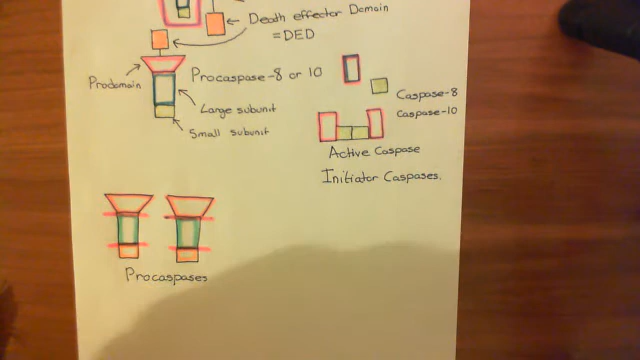 Death effector Domain
=DED
Prodomain
Procaspase-8 or 10
Large subunit
Small subunit
Caspase-8
Caspase-10
Active Caspase
Initiator Caspases.
Procaspases